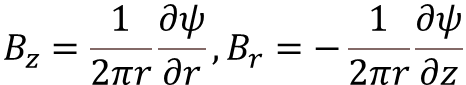 B_z = \frac{1}{2\pi r} \frac{\partial \psi}{\partial r}, B_r = - \frac{1}{2\pi r} \frac{\partial \psi}{\partial z}